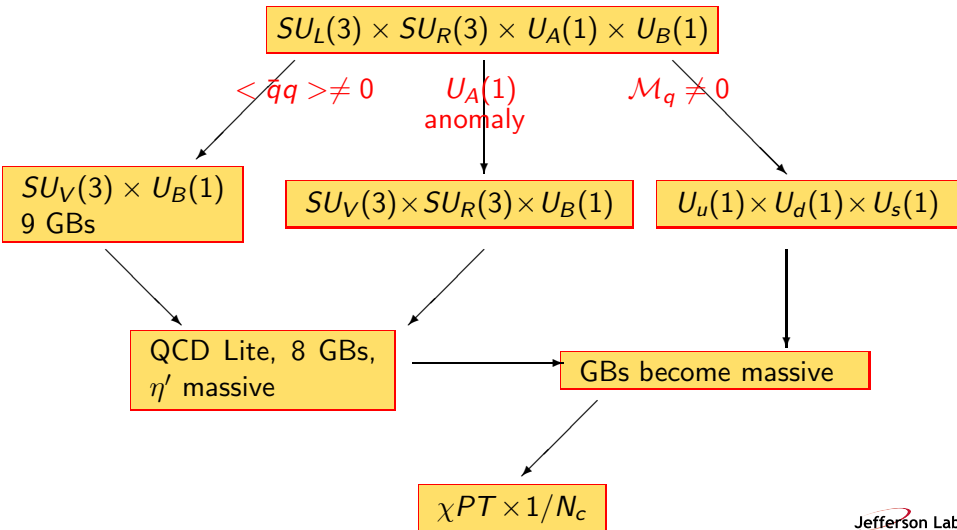 SU_L(3) × SU_R(3) × U_A(1) × U_B(1)
< q̄q >≠ 0
U_A(1)
anomaly
ℳ_q ≠ 0
SU_V(3) × U_B(1)
9 GBs
SU_V(3)×SU_R(3)×U_B(1)
U_u(1)×U_d(1)×U_s(1)
QCD Lite, 8 GBs,
η′ massive
GBs become massive
χPT × 1/N_c
Jefferson Lab